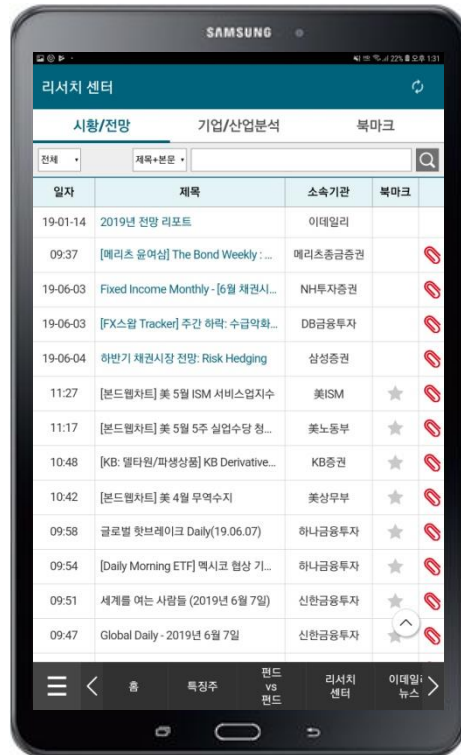 SAMSUNG
22% 오후 1:31
리서치 센터
시황/전망 기업/산업분석 북마크
전체 제목+본문
일자 제목 소속기관 북마크
19-01-14 2019년 전망 리포트 이데일리
09:37 [메리츠 윤여삼] The Bond Weekly : ... 메리츠종금증권
19-06-03 Fixed Income Monthly - [6월 채권시... NH투자증권
19-06-03 [FX스왑 Tracker] 주간 하락: 수급악화... DB금융투자
19-06-04 하반기 채권시장 전망: Risk Hedging 삼성증권
11:27 [본드웹차트] 美 5월 ISM 서비스업지수 美ISM
11:17 [본드웹차트] 美 5월 5주 실업수당 청... 美노동부
10:48 [KB: 델타원/파생상품] KB Derivative... KB증권
10:42 [본드웹차트] 美 4월 무역수지 美상무부
09:58 글로벌 핫브레이크 Daily(19.06.07) 하나금융투자
09:54 [Daily Morning ETF] 멕시코 협상 기... 하나금융투자
09:51 세계를 여는 사람들 (2019년 6월 7일) 신한금융투자
09:47 Global Daily - 2019년 6월 7일 신한금융투자
홈 특징주 펀드 vs 펀드 리서치 센터 이데일리 뉴스